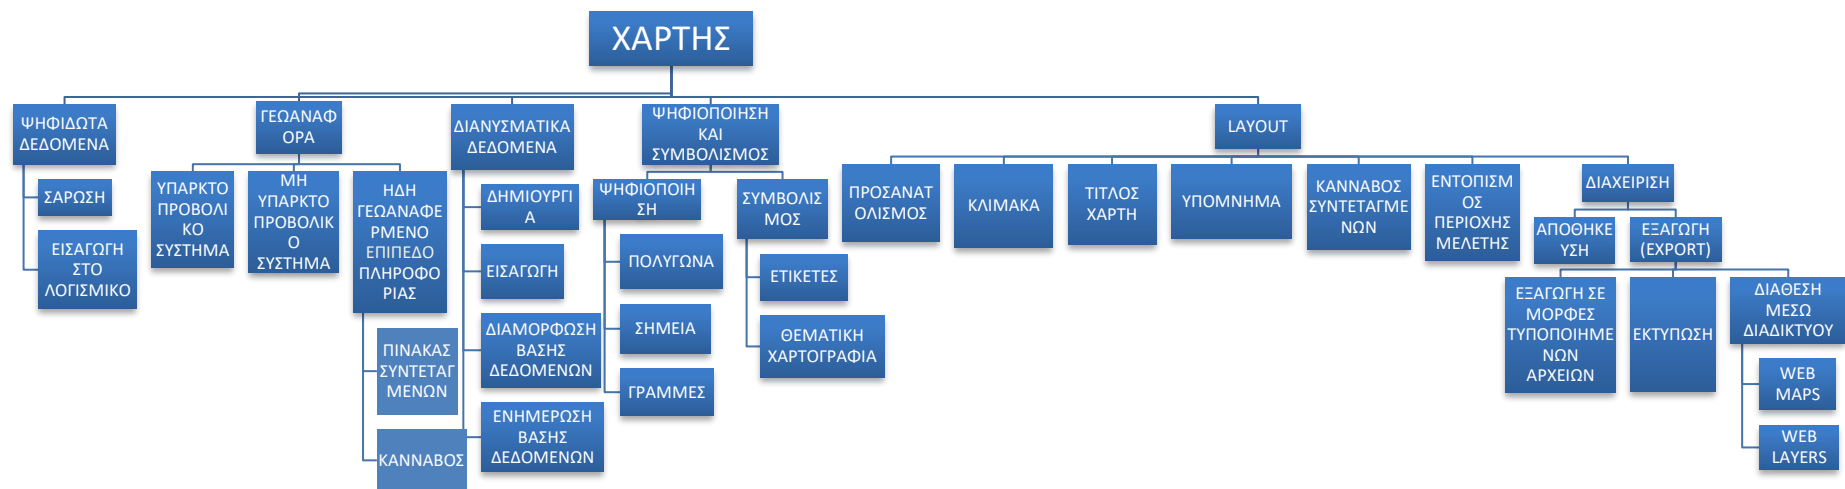 ΧΑΡΤΗΣ
ΨΗΦΙΔΩΤΑ
ΔΕΔΟΜΕΝΑ
ΣΑΡΩΣΗ
ΕΙΣΑΓΩΓΗ
ΣΤΟ
ΛΟΓΙΣΜΙΚΟ
ΓΕΩΑΝΑΦ
ΟΡΑ
ΥΠΑΡΚΤΟ
ΠΡΟΒΟΛΙ
ΚΟ
ΣΥΣΤΗΜΑ
ΜΗ
ΥΠΑΡΚΤΟ
ΠΡΟΒΟΛΙΚ
Ο
ΣΥΣΤΗΜΑ
ΗΔΗ
ΓΕΩΑΝΑΦΕ
ΡΜΕΝΟ
ΕΠΙΠΕΔΟ
ΠΛΗΡΟΦΟ
ΡΙΑΣ
ΠΙΝΑΚΑΣ
ΣΥΝΤΕΤΑΓ
ΜΕΝΩΝ
ΚΑΝΝΑΒΟΣ
ΔΙΑΝΥΣΜΑΤΙΚΑ
ΔΕΔΟΜΕΝΑ
ΔΗΜΙΟΥΡΓΙ
Α
ΕΙΣΑΓΩΓΗ
ΔΙΑΜΟΡΦΩΣΗ
ΒΑΣΗΣ
ΔΕΔΟΜΕΝΩΝ
ΕΝΗΜΕΡΩΣΗ
ΒΑΣΗΣ
ΔΕΔΟΜΕΝΩΝ
ΨΗΦΙΟΠΟΙΗΣΗ
ΚΑΙ
ΣΥΜΒΟΛΙΣΜΟΣ
ΨΗΦΙΟΠΟΙΗ
ΣΗ
ΠΟΛΥΓΩΝΑ
ΣΗΜΕΙΑ
ΓΡΑΜΜΕΣ
ΣΥΜΒΟΛΙΣ
ΜΟΣ
ΕΤΙΚΕΤΕΣ
ΘΕΜΑΤΙΚΗ
ΧΑΡΤΟΓΡΑΦΙΑ
LAYOUT
ΠΡΟΣΑΝΑΤ
ΟΛΙΣΜΟΣ
ΚΛΙΜΑΚΑ
ΤΙΤΛΟΣ
ΧΑΡΤΗ
ΥΠΟΜΝΗΜΑ
ΚΑΝΝΑΒΟΣ
ΣΥΝΤΕΤΑΓΜΕ
ΝΩΝ
ΕΝΤΟΠΙΣΜ
ΟΣ
ΠΕΡΙΟΧΗΣ
ΜΕΛΕΤΗΣ
ΔΙΑΧΕΙΡΙΣΗ
ΑΠΟΘΗΚΕ
ΥΣΗ
ΕΞΑΓΩΓΗ
(EXPORT)
ΕΞΑΓΩΓΗ ΣΕ
ΜΟΡΦΕΣ
ΤΥΠΟΠΟΙΗΜΕ
ΝΩΝ
ΑΡΧΕΙΩΝ
ΕΚΤΥΠΩΣΗ
ΔΙΑΘΕΣΗ
ΜΕΣΩ
ΔΙΑΔΙΚΤΥΟΥ
WEB
MAPS
WEB
LAYERS